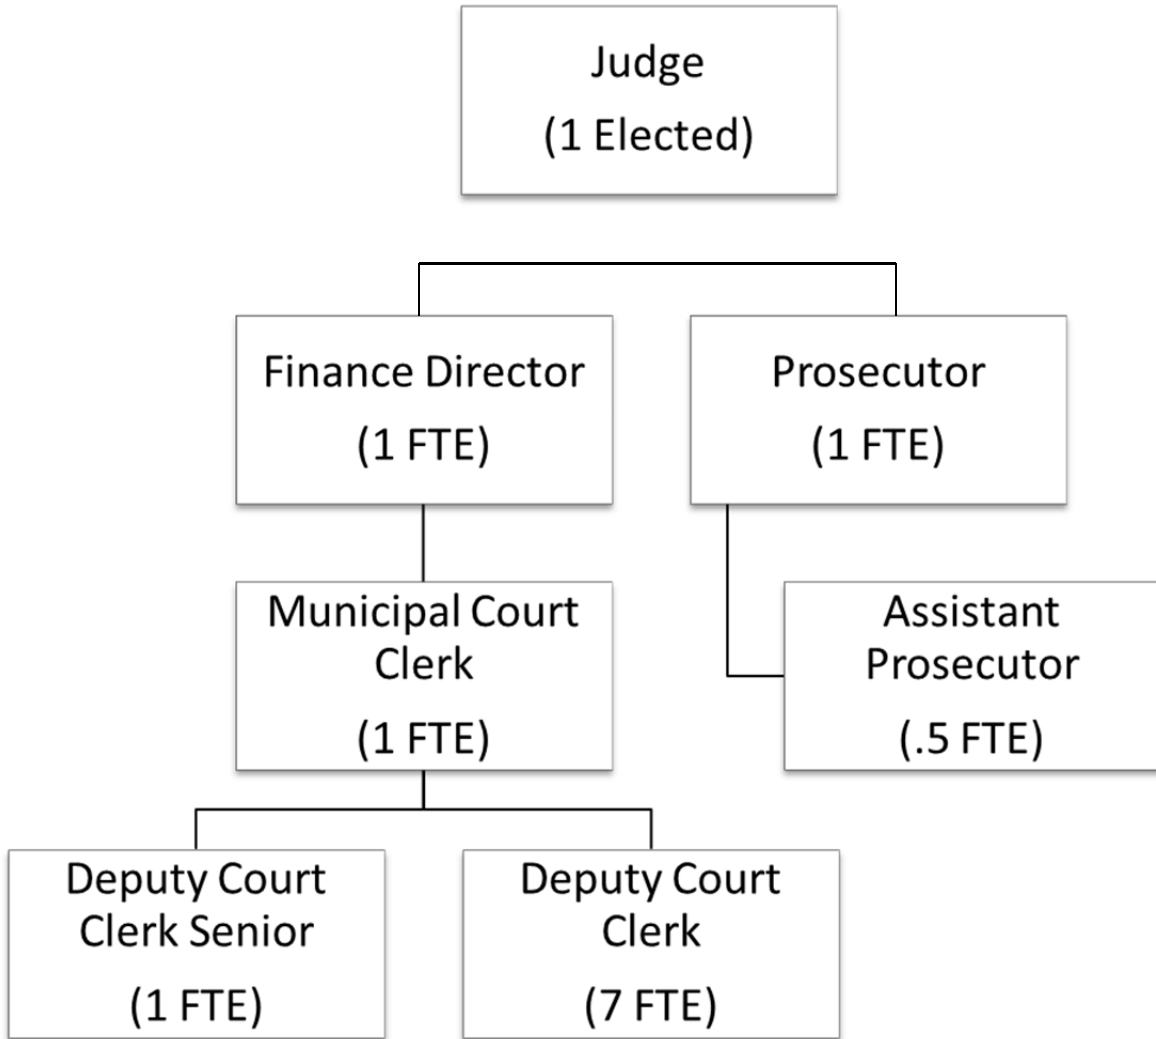 Judge
(1 Elected)
Finance Director
(1 FTE)
Prosecutor
(1 FTE)
Municipal Court
Clerk
(1 FTE)
Assistant
Prosecutor
(.5 FTE)
Deputy Court
Clerk Senior
(1 FTE)
Deputy Court
Clerk
(7 FTE)